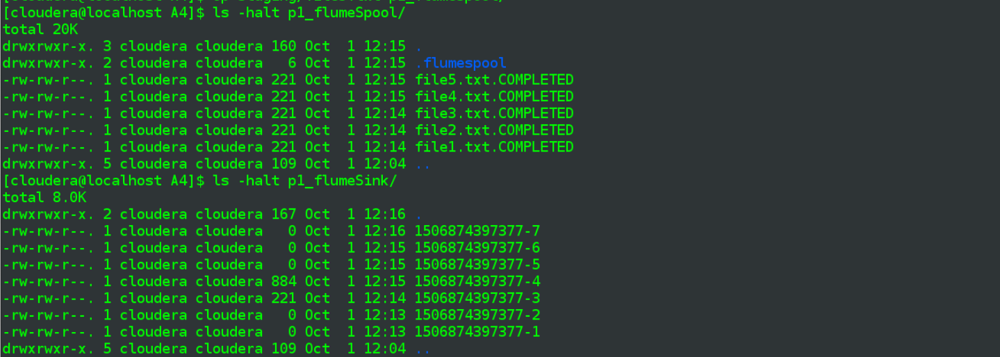 [cloudera@localhost A4]$ ls -halt p1_flumeSpool/
total 20K
drwxrwxr-x. 3 cloudera cloudera 160 Oct  1 12:15 .
drwxrwxr-x. 2 cloudera cloudera   6 Oct  1 12:15 .flumespool
-rw-rw-r--. 1 cloudera cloudera 221 Oct  1 12:15 file5.txt.COMPLETED
-rw-rw-r--. 1 cloudera cloudera 221 Oct  1 12:15 file4.txt.COMPLETED
-rw-rw-r--. 1 cloudera cloudera 221 Oct  1 12:14 file3.txt.COMPLETED
-rw-rw-r--. 1 cloudera cloudera 221 Oct  1 12:14 file2.txt.COMPLETED
-rw-rw-r--. 1 cloudera cloudera 221 Oct  1 12:14 file1.txt.COMPLETED
drwxrwxr-x. 5 cloudera cloudera 109 Oct  1 12:04 ..
[cloudera@localhost A4]$ ls -halt p1_flumeSink/
total 8.0K
drwxrwxr-x. 2 cloudera cloudera 167 Oct  1 12:16 .
-rw-rw-r--. 1 cloudera cloudera   0 Oct  1 12:16 1506874397377-7
-rw-rw-r--. 1 cloudera cloudera   0 Oct  1 12:15 1506874397377-6
-rw-rw-r--. 1 cloudera cloudera   0 Oct  1 12:15 1506874397377-5
-rw-rw-r--. 1 cloudera cloudera 884 Oct  1 12:15 1506874397377-4
-rw-rw-r--. 1 cloudera cloudera 221 Oct  1 12:14 1506874397377-3
-rw-rw-r--. 1 cloudera cloudera   0 Oct  1 12:13 1506874397377-2
-rw-rw-r--. 1 cloudera cloudera   0 Oct  1 12:13 1506874397377-1
drwxrwxr-x. 5 cloudera cloudera 109 Oct  1 12:04 ..